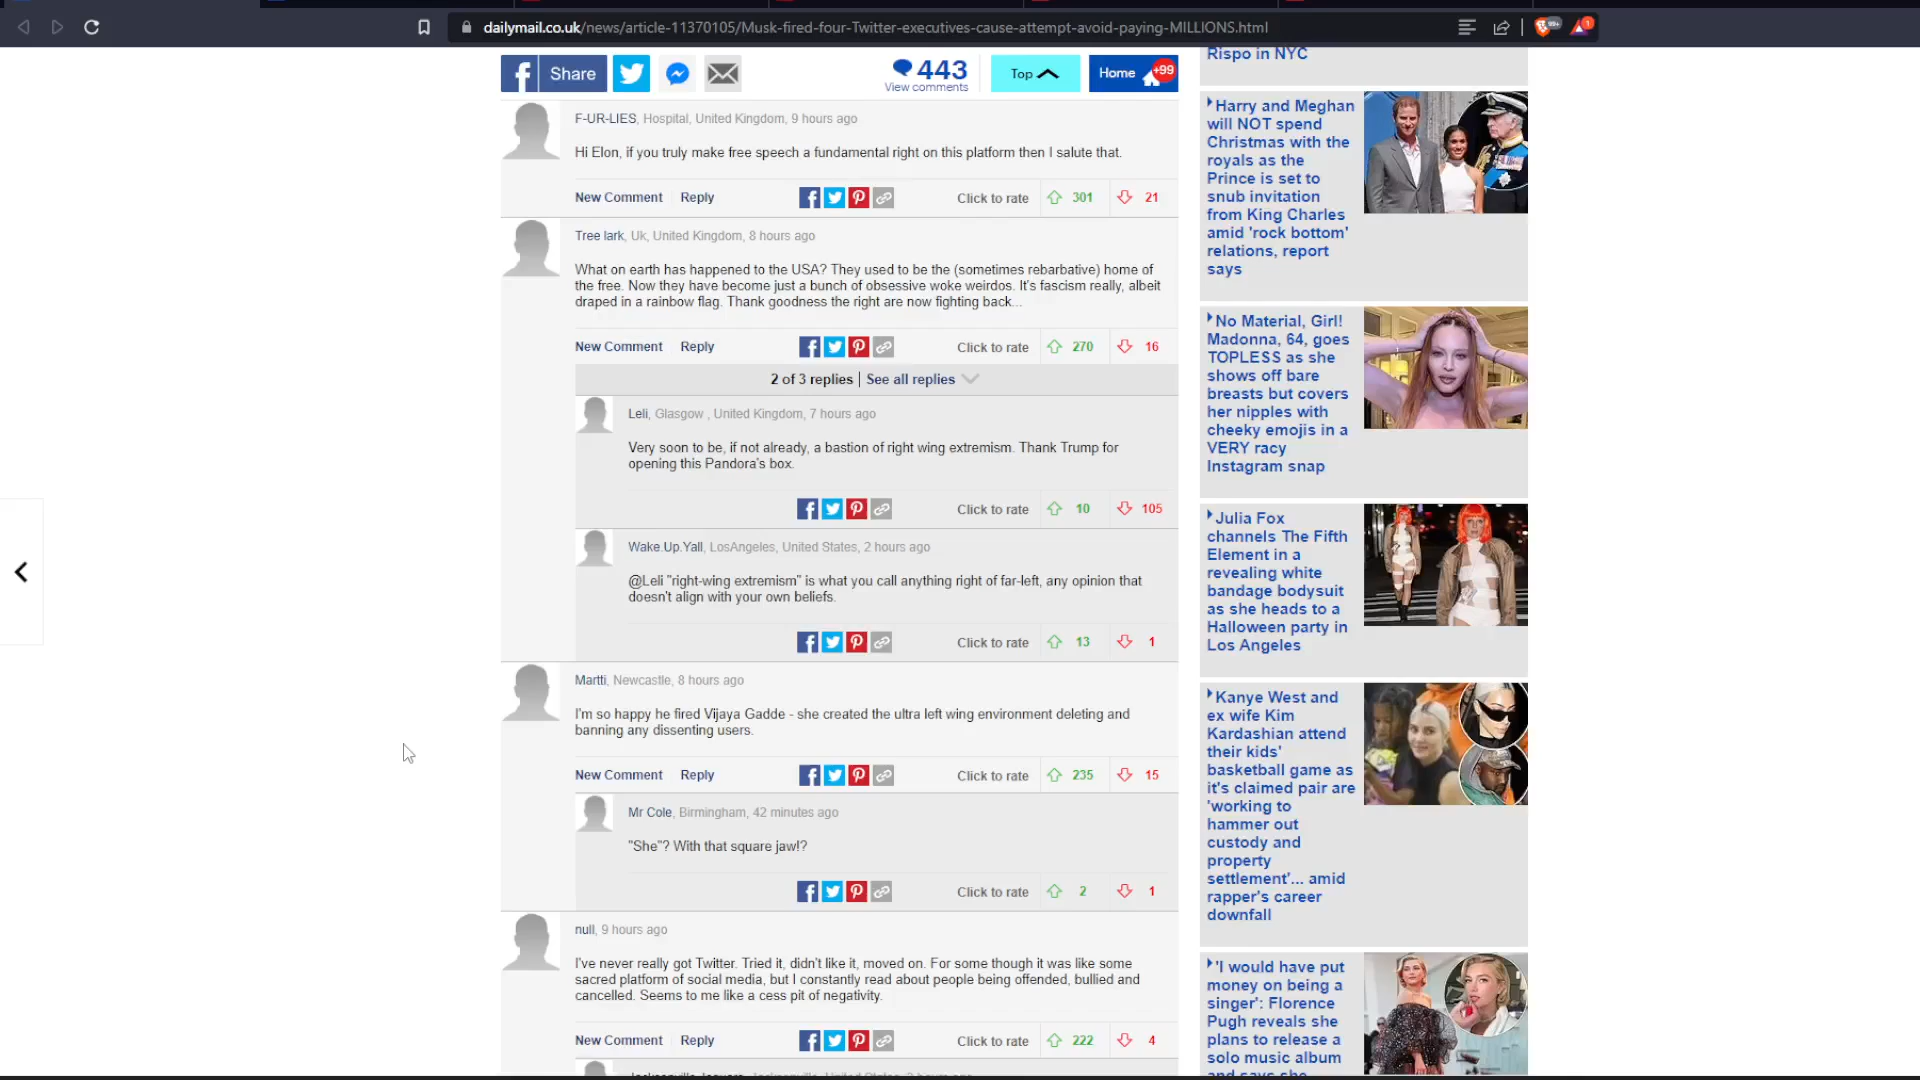 dailymail.co.uk/news/article-11370105/Musk-fired-four-Twitter-executives-cause-attempt-avoid-paying-MILLIONS.html
99+
1
Share
443
View comments
Top
Home
+99
F-UR-LIES, Hospital, United Kingdom, 9 hours ago
Hi Elon, if you truly make free speech a fundamental right on this platform then I salute that.
New Comment Reply Click to rate 301 21
Tree lark, Uk, United Kingdom, 8 hours ago
What on earth has happened to the USA? They used to be the (sometimes rebarbative) home of
the free. Now they have become just a bunch of obsessive woke weirdos. It's fascism really, albeit
draped in a rainbow flag. Thank goodness the right are now fighting back...
New Comment Reply Click to rate 270 16
2 of 3 replies | See all replies
Leli, Glasgow , United Kingdom, 7 hours ago
Very soon to be, if not already, a bastion of right wing extremism. Thank Trump for
opening this Pandora's box.
Click to rate 10 105
Wake.Up.Yall, LosAngeles, United States, 2 hours ago
@Leli "right-wing extremism" is what you call anything right of far-left, any opinion that
doesn't align with your own beliefs.
Click to rate 13 1
Martti, Newcastle, 8 hours ago
I'm so happy he fired Vijaya Gadde - she created the ultra left wing environment deleting and
banning any dissenting users.
New Comment Reply Click to rate 235 15
Mr Cole, Birmingham, 42 minutes ago
"She"? With that square jaw!?
Click to rate 2 1
null, 9 hours ago
I've never really got Twitter. Tried it, didn't like it, moved on. For some though it was like some
sacred platform of social media, but I constantly read about people being offended, bullied and
cancelled. Seems to me like a cess pit of negativity.
New Comment Reply Click to rate 222 4
Rispo in NYC
Harry and Meghan
will NOT spend
Christmas with the
royals as the
Prince is set to
snub invitation
from King Charles
amid 'rock bottom'
relations, report
says
No Material, Girl!
Madonna, 64, goes
TOPLESS as she
shows off bare
breasts but covers
her nipples with
cheeky emojis in a
VERY racy
Instagram snap
Julia Fox
channels The Fifth
Element in a
revealing white
bandage bodysuit
as she heads to a
Halloween party in
Los Angeles
Kanye West and
ex wife Kim
Kardashian attend
their kids'
basketball game as
it's claimed pair are
'working to
hammer out
custody and
property
settlement'... amid
rapper's career
downfall
'I would have put
money on being a
singer': Florence
Pugh reveals she
plans to release a
solo music album
and says she